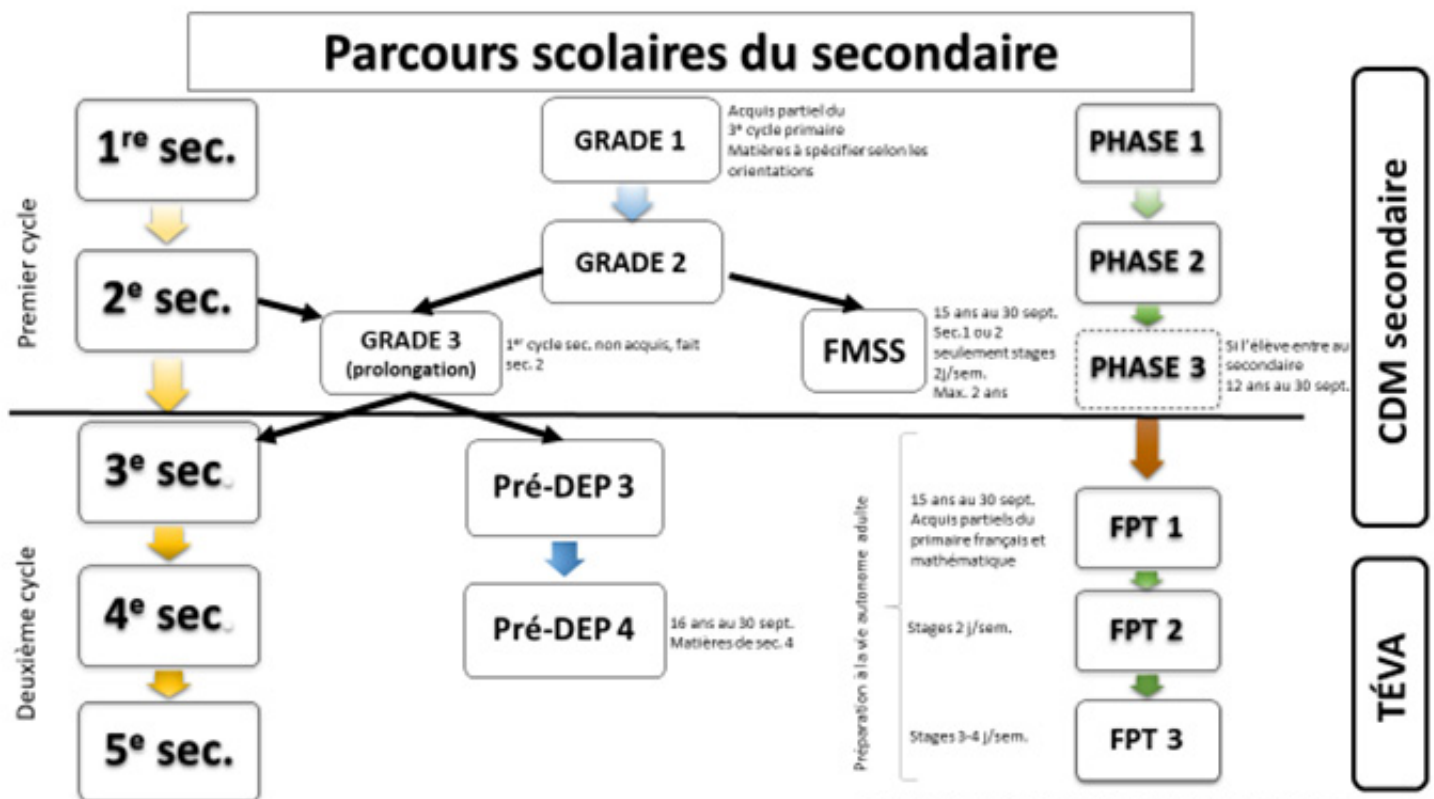 Parcours scolaires du secondaire
Premier cycle
1re sec.
2e sec.
GRADE 1
Acquis partiel du
3e cycle primaire
Matières à spécifier selon les
orientations
GRADE 2
GRADE 3
(prolongation)
1er cycle sec. non acquis, fait
sec. 2
FMSS
15 ans au 30 sept.
Sec.1 ou 2
seulement stages
2j/sem.
Max. 2 ans
PHASE 1
PHASE 2
PHASE 3
Si l'élève entre au
secondaire
12 ans au 30 sept.
CDM secondaire
Deuxième cycle
3e sec.
4e sec.
5e sec.
Pré-DEP 3
Pré-DEP 4
16 ans au 30 sept.
Matières de sec. 4
Préparation à la vie autonome adulte
15 ans au 30 sept.
Acquis partiels du
primaire français et
mathématique
FPT 1
Stages 2 j/sem.
FPT 2
Stages 3-4 j/sem.
FPT 3
TÉVA